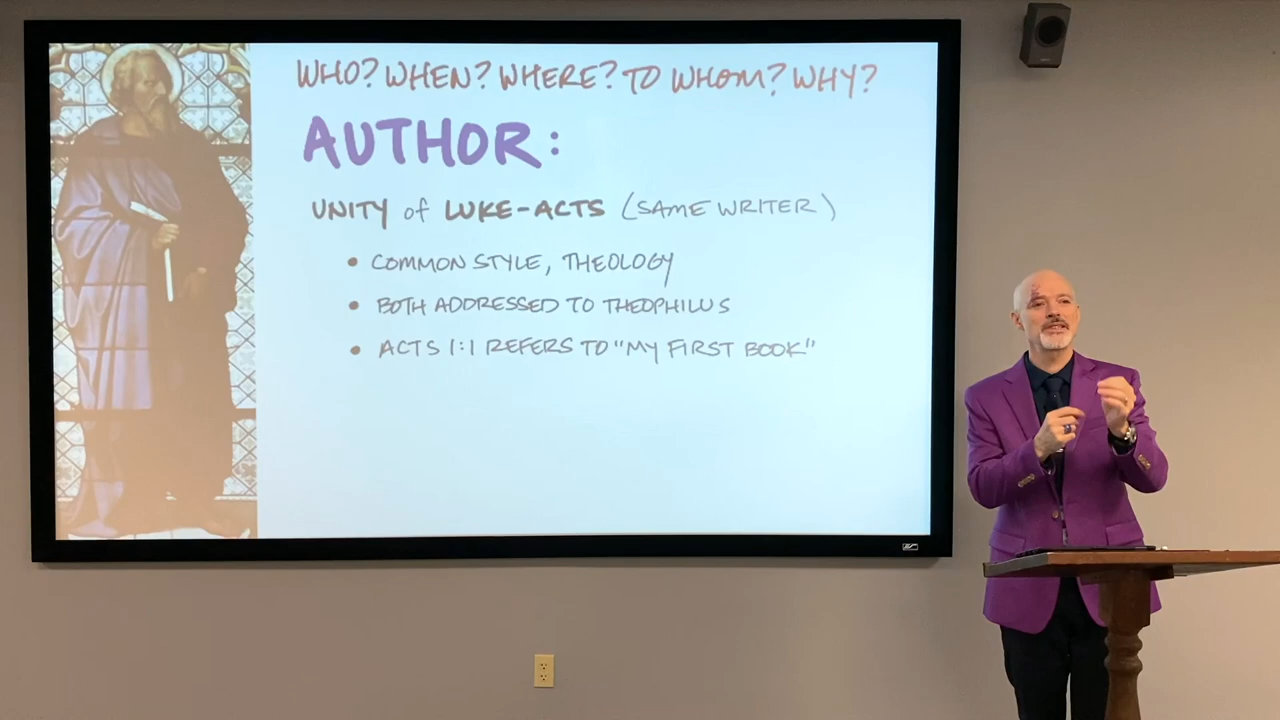 WHO? WHEN? WHERE? TO WHOM? WHY?
AUTHOR:
UNITY of LUKE-ACTS (SAME WRITER)
• COMMON STYLE, THEOLOGY
• BOTH ADDRESSED TO THEOPHILUS
• ACTS 1:1 REFERS TO "MY FIRST BOOK"